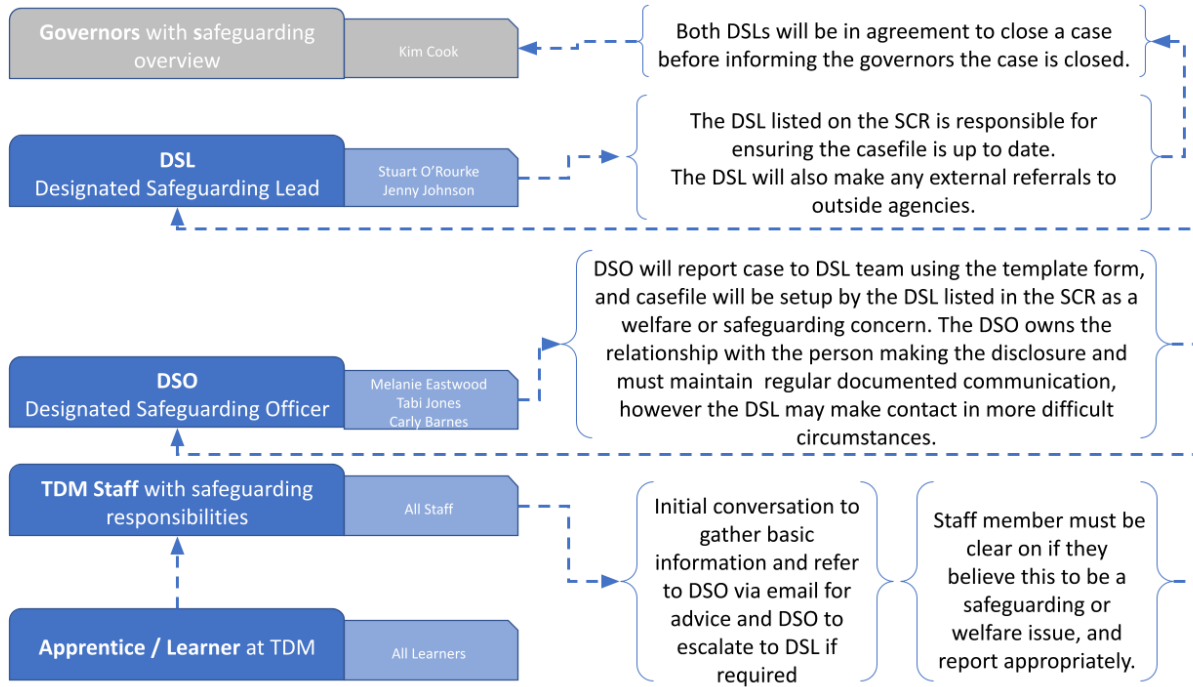 Governors with safeguarding
overview
Kim Cook
Both DSLs will be in agreement to close a case
before informing the governors the case is closed.
DSL
Designated Safeguarding Lead
Stuart O'Rourke
Jenny Johnson
The DSL listed on the SCR is responsible for
ensuring the casefile is up to date.
The DSL will also make any external referrals to
outside agencies.
DSO
Designated Safeguarding Officer
Melanie Eastwood
Tabi Jones
Carly Barnes
DSO will report case to DSL team using the template form,
and casefile will be setup by the DSL listed in the SCR as a
welfare or safeguarding concern. The DSO owns the
relationship with the person making the disclosure and
must maintain  regular documented communication,
however the DSL may make contact in more difficult
circumstances.
TDM Staff with safeguarding
responsibilities
All Staff
Initial conversation to
gather basic
information and refer
to DSO via email for
advice and DSO to
escalate to DSL if
required
Staff member must be
clear on if they
believe this to be a
safeguarding or
welfare issue, and
report appropriately.
Apprentice / Learner at TDM
All Learners